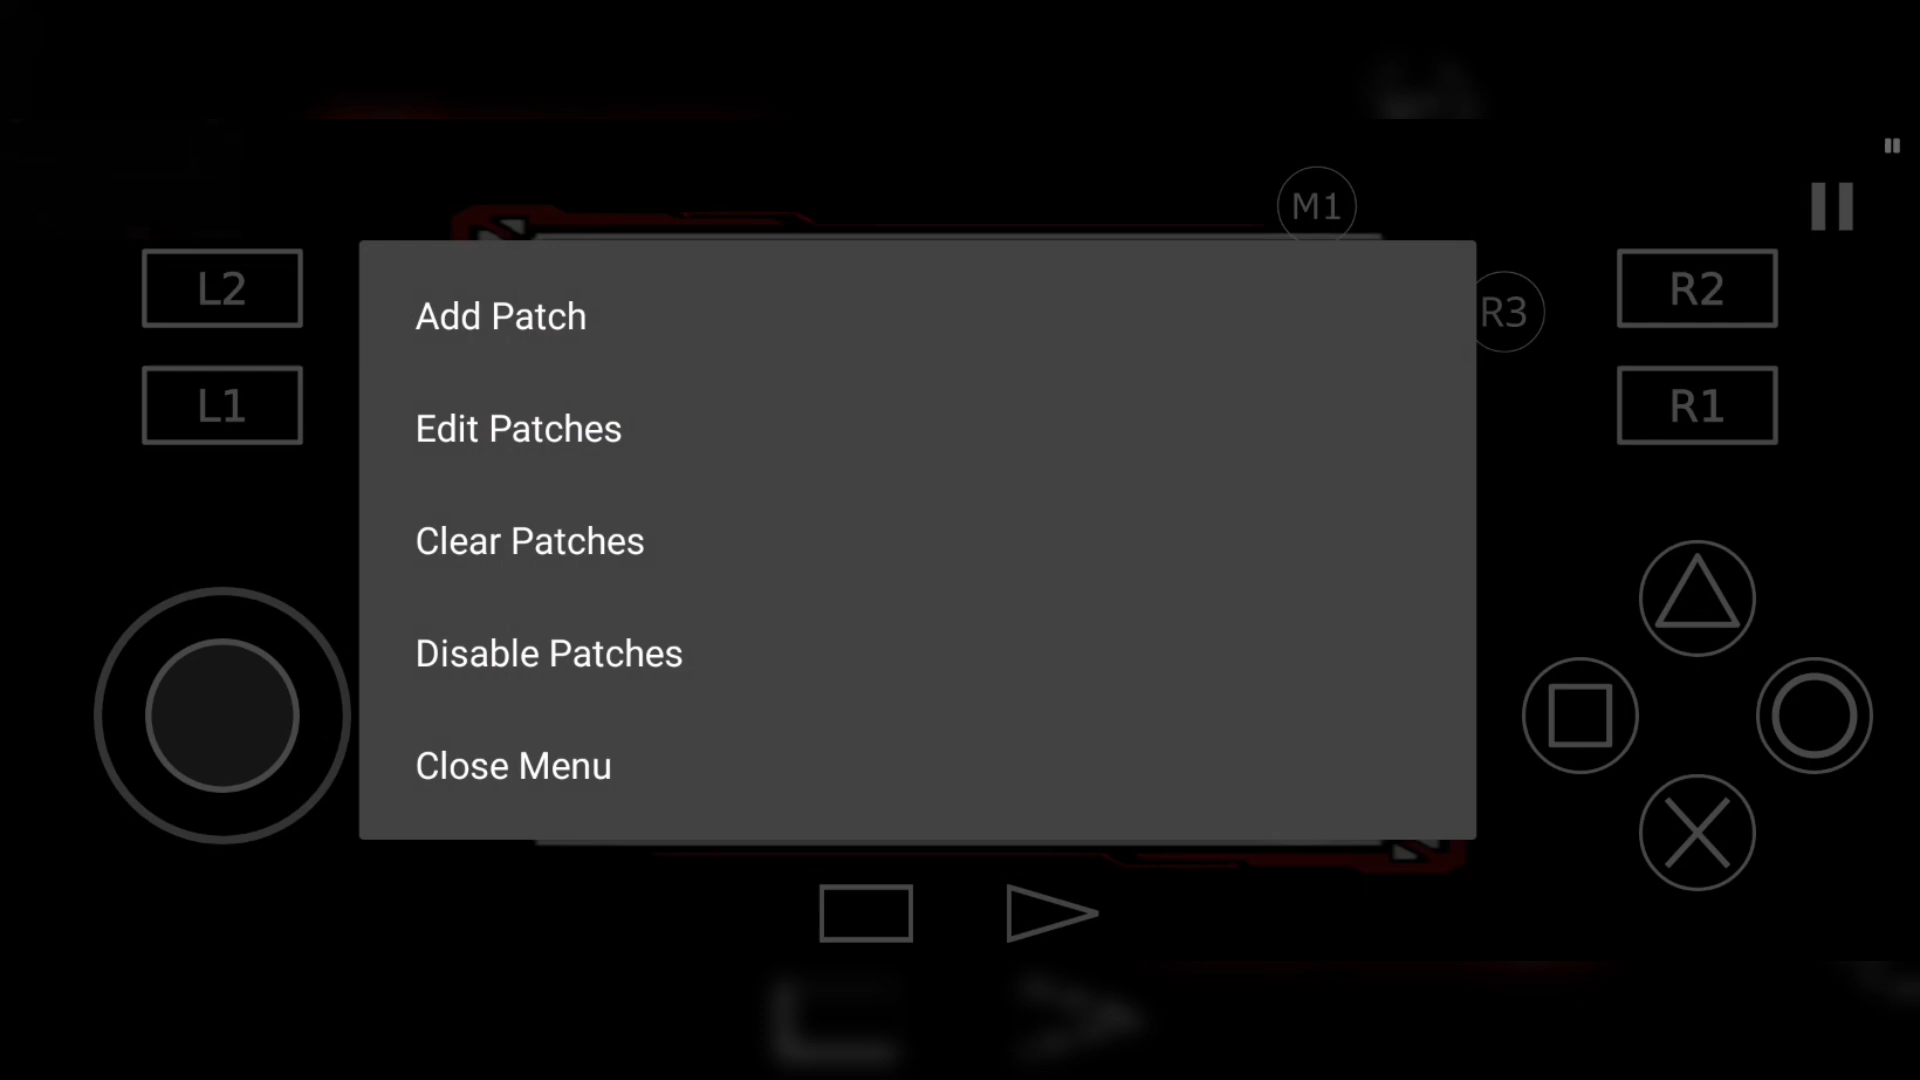 M1
L2
R2
R3
L1
R1
Add Patch
Edit Patches
Clear Patches
Disable Patches
Close Menu